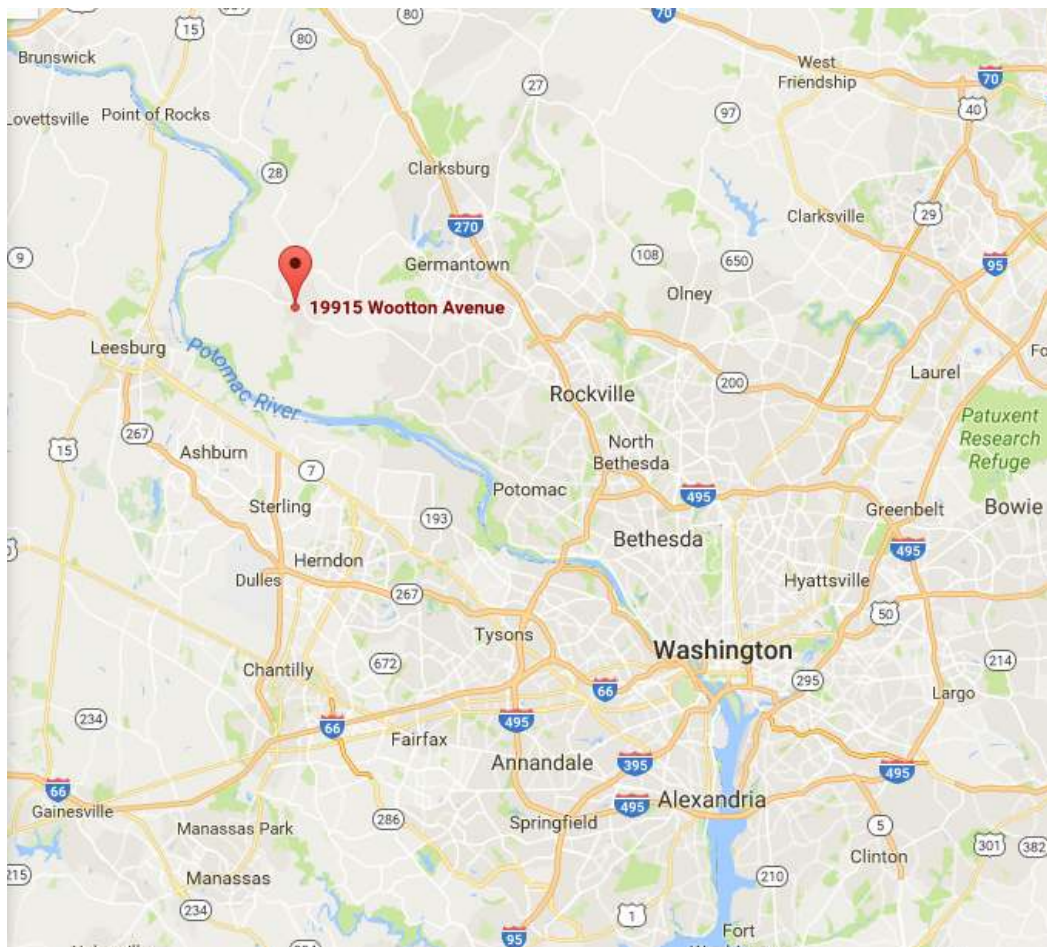 80
80
70
15
Brunswick
West
Friendship
27
70
Lovettsville
Point of Rocks
97
40
28
Clarksburg
270
Clarksville
29
9
108
650
95
Germantown
Olney
19915 Wootton Avenue
Leesburg
Potomac River
Laurel
Rockville
200
267
Patuxent
Research
Refuge
15
Ashburn
7
North
Bethesda
Potomac
495
Sterling
193
Greenbelt
Bowie
Bethesda
495
Herndon
Dulles
267
Hyattsville
50
Tysons
Washington
672
Chantilly
295
214
66
Largo
234
66
495
Fairfax
Annandale
395
495
66
Alexandria
495
Gainesville
286
Springfield
Manassas Park
5
301
382
Clinton
215
Manassas
210
234
1
95
Fort